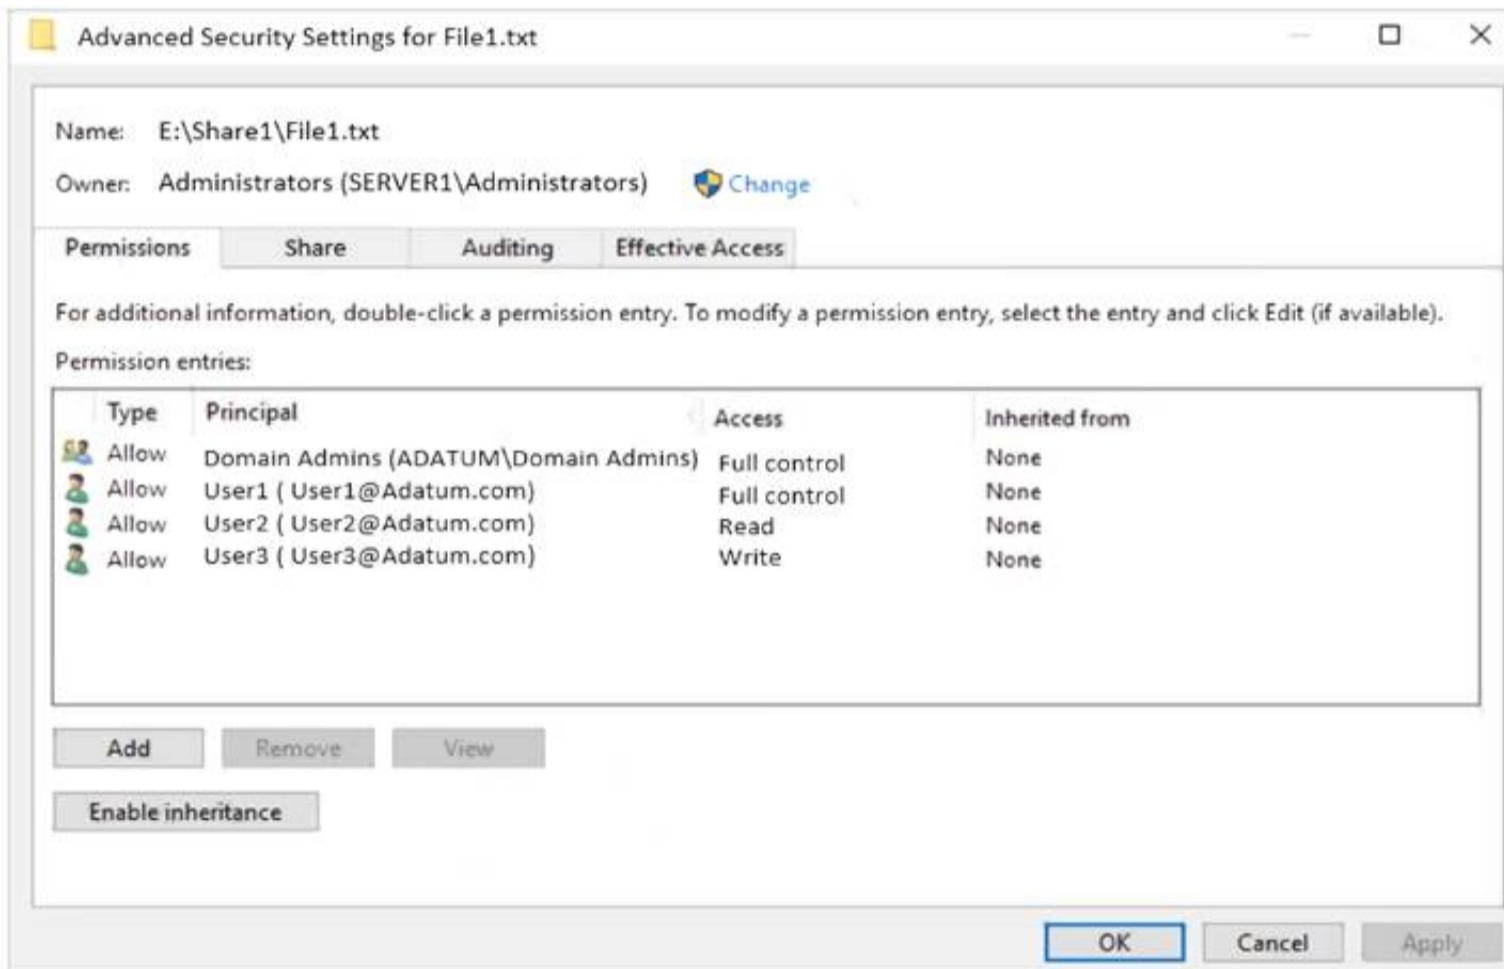 Advanced Security Settings for File1.txt
Name: E:\Share1\File1.txt
Owner: Administrators (SERVER1\Administrators) Change
Permissions Share Auditing Effective Access
For additional information, double-click a permission entry. To modify a permission entry, select the entry and click Edit (if available).
Permission entries:
Type Principal Access Inherited from
Allow Domain Admins (ADATUM\Domain Admins) Full control None
Allow User1 ( User1@Adatum.com) Full control None
Allow User2 ( User2@Adatum.com) Read None
Allow User3 ( User3@Adatum.com) Write None
Add Remove View
Enable inheritance
OK Cancel Apply